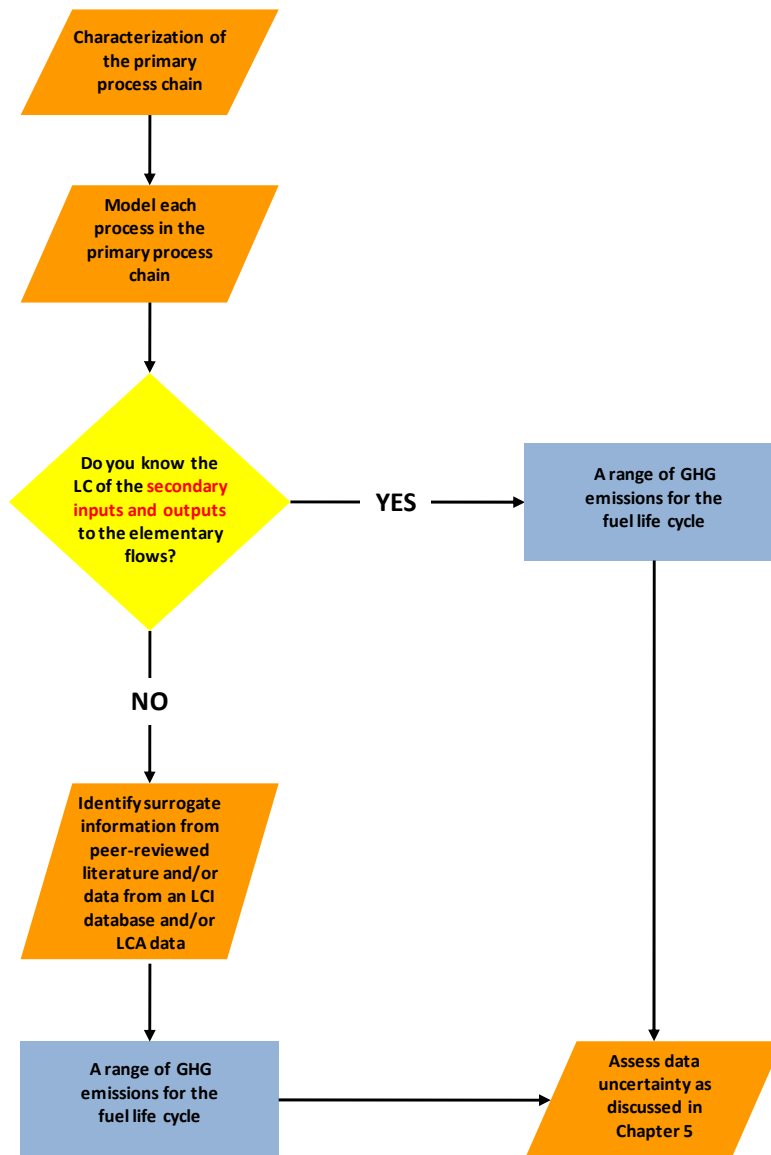 Characterization of
the primary
process chain
Model each
process in the
primary process
chain
Do you know the
LC of the secondary
inputs and outputs
to the elementary
flows?
YES
A range of GHG
emissions for the
fuel life cycle
NO
Identify surrogate
information from
peer-reviewed
literature and/or
data from an LCI
database and/or
LCA data
A range of GHG
emissions for the
fuel life cycle
Assess data
uncertainty as
discussed in
Chapter 5